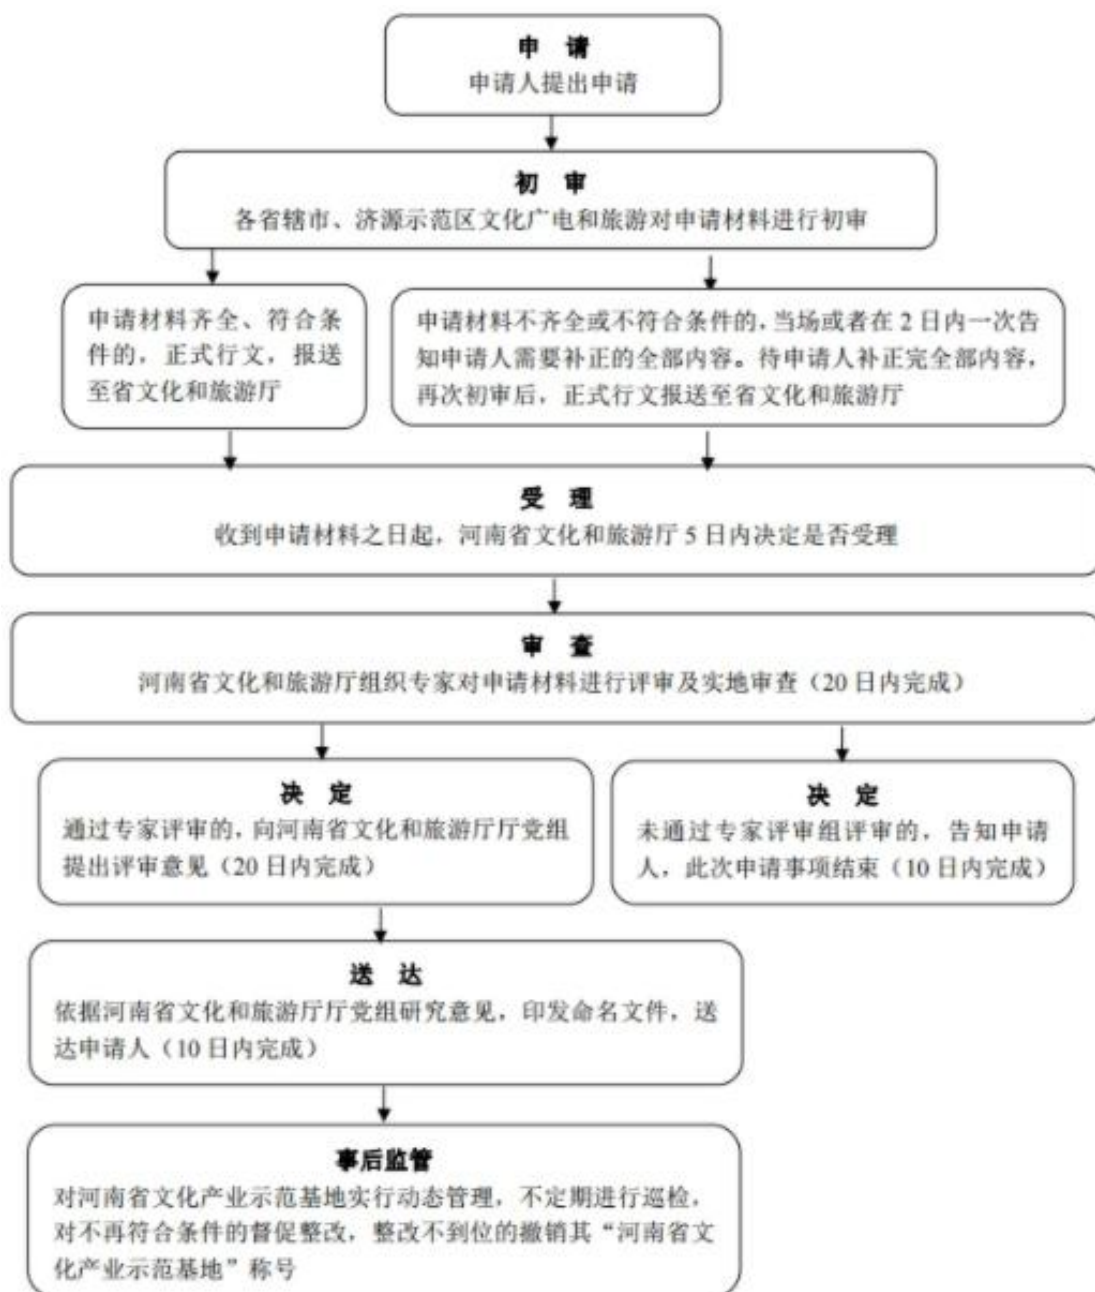 申 请
申请人提出申请
初 审
各省辖市、济源示范区文化广电和旅游对申请材料进行初审
申请材料齐全、符合条
件的，正式行文，报送
至省文化和旅游厅
申请材料不齐全或不符合条件的，当场或者在 2 日内一次告
知申请人需要补正的全部内容。待申请人补正完全部内容，
再次初审后，正式行文报送至省文化和旅游厅
受 理
收到申请材料之日起，河南省文化和旅游厅 5 日内决定是否受理
审 查
河南省文化和旅游厅组织专家对申请材料进行评审及实地审查（20 日内完成）
决 定
通过专家评审的，向河南省文化和旅游厅厅党组
提出评审意见（20 日内完成）
决 定
未通过专家评审组评审的，告知申请
人，此次申请事项结束（10 日内完成）
送 达
依据河南省文化和旅游厅厅党组研究意见，印发命名文件，送
达申请人（10 日内完成）
事后监管
对河南省文化产业示范基地实行动态管理，不定期进行巡检，
对不再符合条件的督促整改，整改不到位的撤销其“河南省文
化产业示范基地”称号